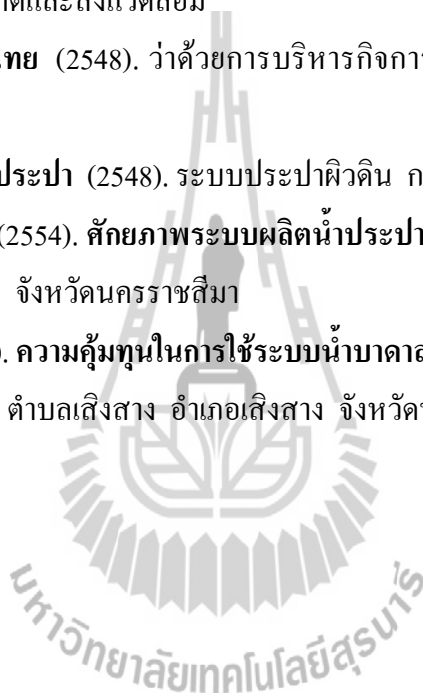 าติและสิ่งแวดล้อม
ทย (2548). ว่าด้วยการบริหารกิจการ
ประปา (2548). ระบบประปาผิวดิน ก
(2554). ศักยภาพระบบผลิตน้ำประปา
จังหวัดนครราชสีมา
). ความคุ้มทุนในการใช้ระบบน้ำบาดาล
ตำบลเสิงสาง อำเภอเสิงสาง จังหวัดน
มหาวิทยาลัยเทคโนโลยีสุรนารี